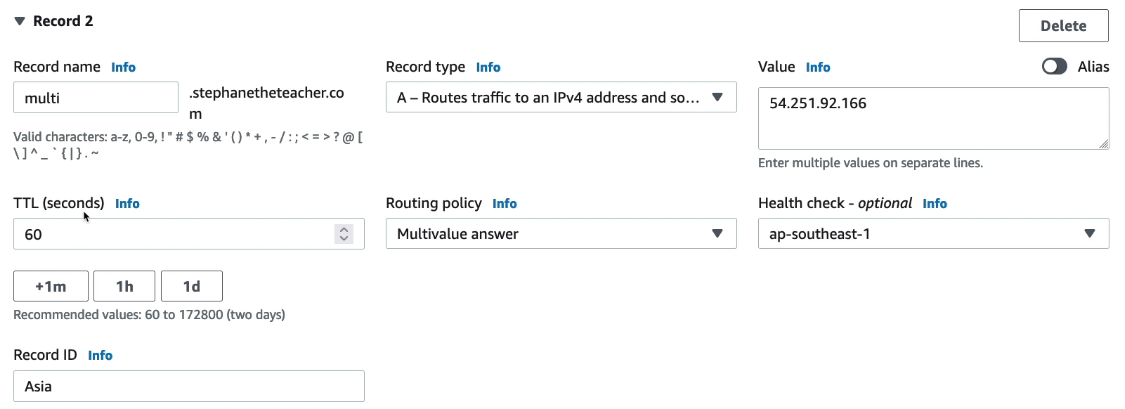 ▼ Record 2
Delete
Record name Info
multi
.stephanetheteacher.co
m
Valid characters: a-z, 0-9, ! " # $ % & ' ( ) * + , - / : ; < = > ? @ [
\ ] ^ _ ` { | } . ~
Record type Info
A – Routes traffic to an IPv4 address and so...
Value Info
Alias
54.251.92.166
Enter multiple values on separate lines.
TTL (seconds) Info
60
+1m 1h 1d
Recommended values: 60 to 172800 (two days)
Routing policy Info
Multivalue answer
Health check - optional Info
ap-southeast-1
Record ID Info
Asia